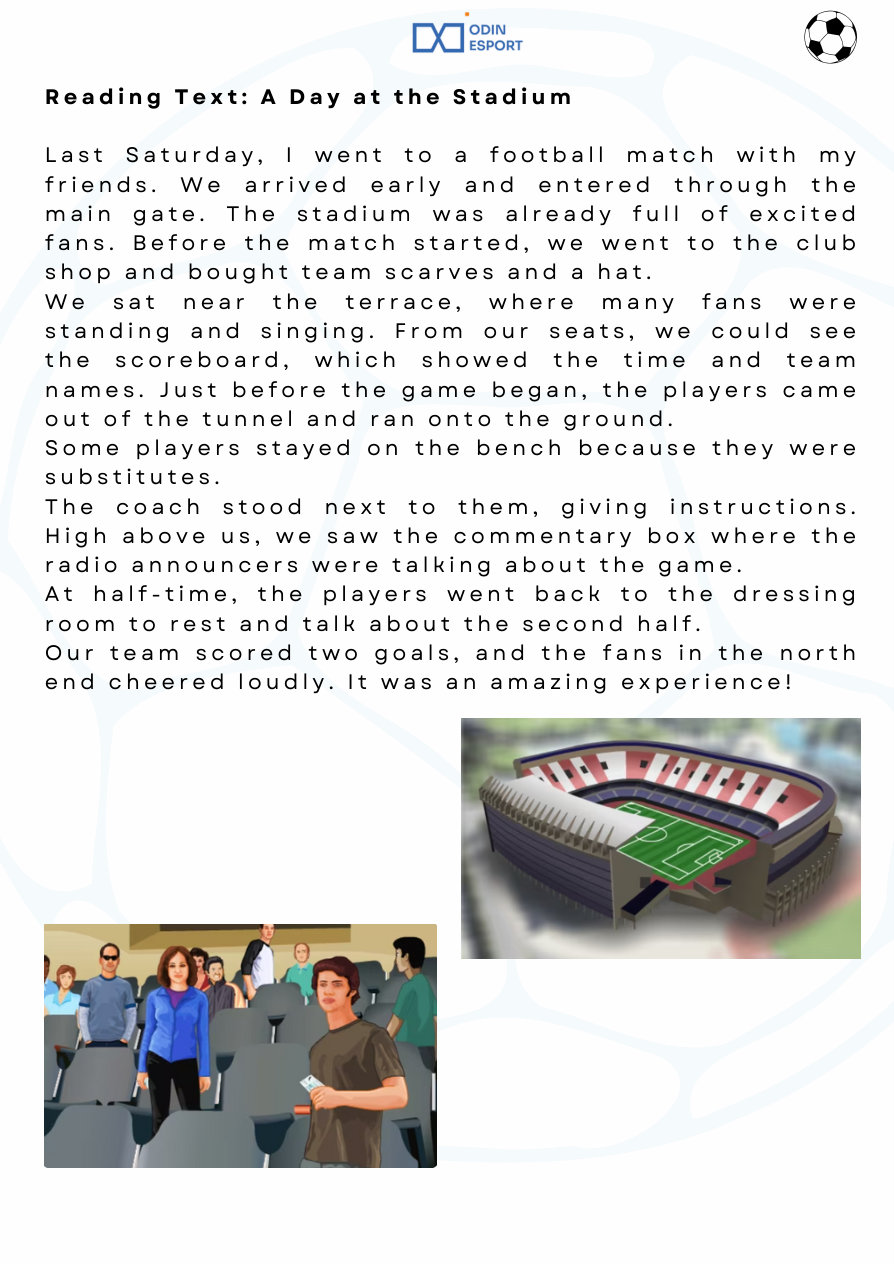 ODIN
ESPORT
Reading Text: A Day at the Stadium
Last Saturday, I went to a football match with my
friends. We arrived early and entered through the
main gate. The stadium was already full of excited
fans. Before the match started, we went to the club
shop and bought team scarves and a hat.
We sat near the terrace, where many fans were
standing and singing. From our seats, we could see
the scoreboard, which showed the time and team
names. Just before the game began, the players came
out of the tunnel and ran onto the ground.
Some players stayed on the bench because they were
substitutes.
The coach stood next to them, giving instructions.
High above us, we saw the commentary box where the
radio announcers were talking about the game.
At half-time, the players went back to the dressing
room to rest and talk about the second half.
Our team scored two goals, and the fans in the north
end cheered loudly. It was an amazing experience!